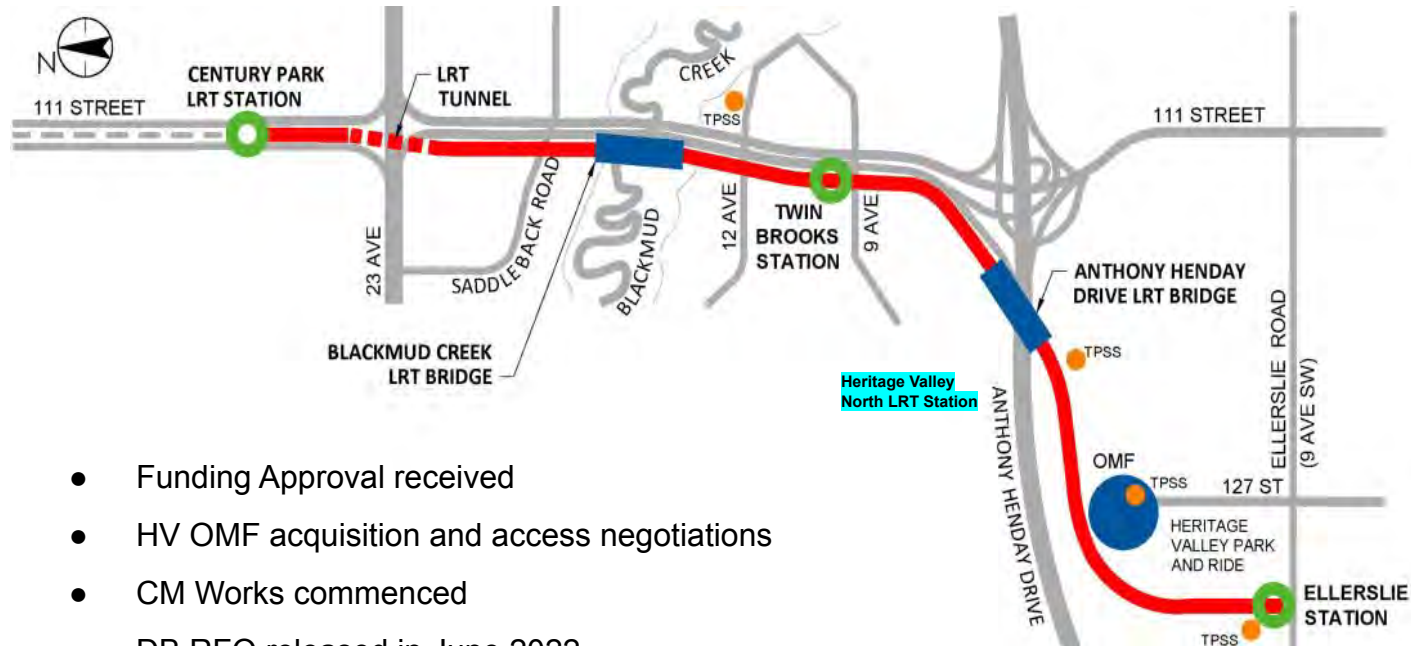 N
CENTURY PARK
LRT STATION
LRT
TUNNEL
CREEK
TPSS
111 STREET
111 STREET
23 AVE
SADDLEBACK ROAD
BLACKMUD
12 AVE
TWIN
BROOKS
STATION
9 AVE
ANTHONY HENDAY
DRIVE LRT BRIDGE
BLACKMUD CREEK
LRT BRIDGE
TPSS
Heritage Valley
North LRT Station
ANTHONY HENDAY DRIVE
ELLERSLIE ROAD
(9 AVE SW)
OMF
TPSS
127 ST
HERITAGE
VALLEY PARK
AND RIDE
ELLERSLIE
STATION
TPSS
● Funding Approval received
● HV OMF acquisition and access negotiations
● CM Works commenced